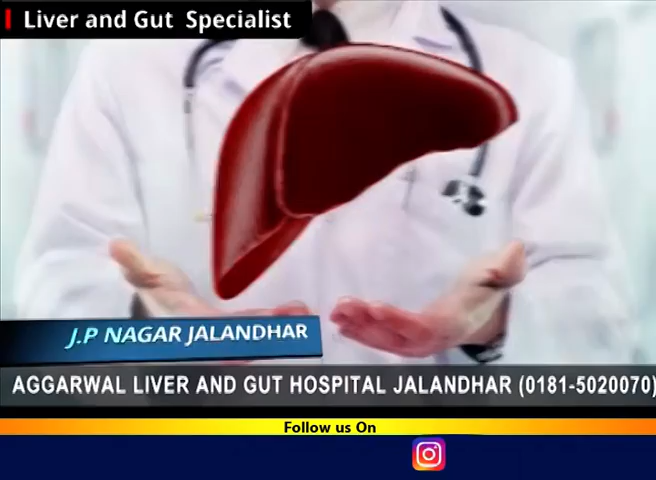 Liver and Gut Specialist
J.P NAGAR JALANDHAR
AGGARWAL LIVER AND GUT HOSPITAL JALANDHAR (0181-5020070)
Follow us On